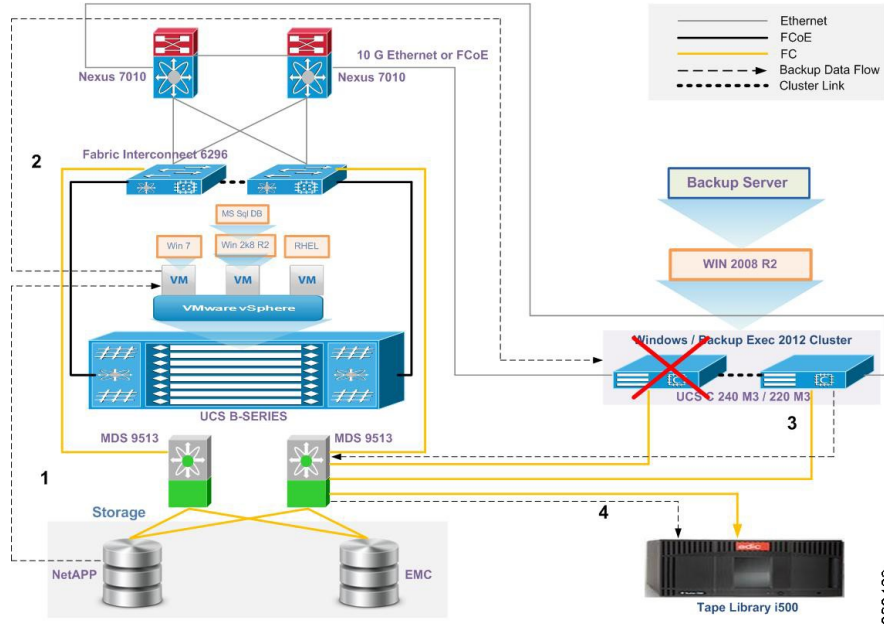 Ethernet
FCoE
FC
Backup Data Flow
Cluster Link
10 G Ethernet or FCoE
Nexus 7010
Nexus 7010
2
Fabric Interconnect 6296
MS Sql DB
Win 7
Win 2k8 R2
RHEL
VM
VM
VM
VMware vSphere
UCS B-SERIES
Backup Server
WIN 2008 R2
Windows / Backup Exec 2012 Cluster
UCS C 240 M3 / 220 M3
3
MDS 9513
MDS 9513
1
4
Storage
NetAPP
EMC
Tape Library i500